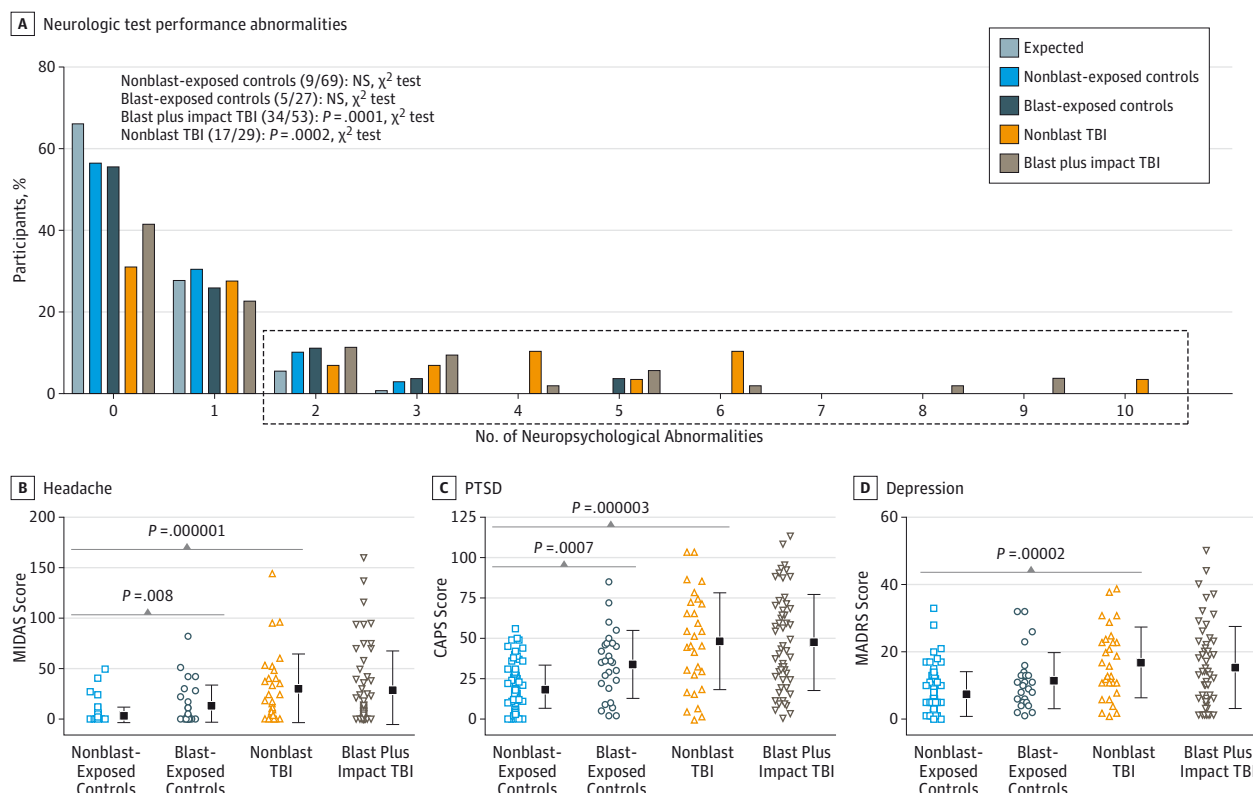 A Neurologic test performance abnormalities
Nonblast-exposed controls (9/69): NS, χ² test
Blast-exposed controls (5/27): NS, χ² test
Blast plus impact TBI (34/53): P = .0001, χ² test
Nonblast TBI (17/29): P = .0002, χ² test
Expected
Nonblast-exposed controls
Blast-exposed controls
Nonblast TBI
Blast plus impact TBI
Participants, %
80
60
40
20
0
0 1 2 3 4 5 6 7 8 9 10
No. of Neuropsychological Abnormalities
B Headache
MIDAS Score
200
150
100
50
0
P = .000001
P = .008
Nonblast-
Exposed
Controls
Blast-
Exposed
Controls
Nonblast
TBI
Blast Plus
Impact TBI
C PTSD
CAPS Score
125
100
75
50
25
0
P = .000003
P = .0007
Nonblast-
Exposed
Controls
Blast-
Exposed
Controls
Nonblast
TBI
Blast Plus
Impact TBI
D Depression
MADRS Score
60
40
20
0
P = .00002
Nonblast-
Exposed
Controls
Blast-
Exposed
Controls
Nonblast
TBI
Blast Plus
Impact TBI